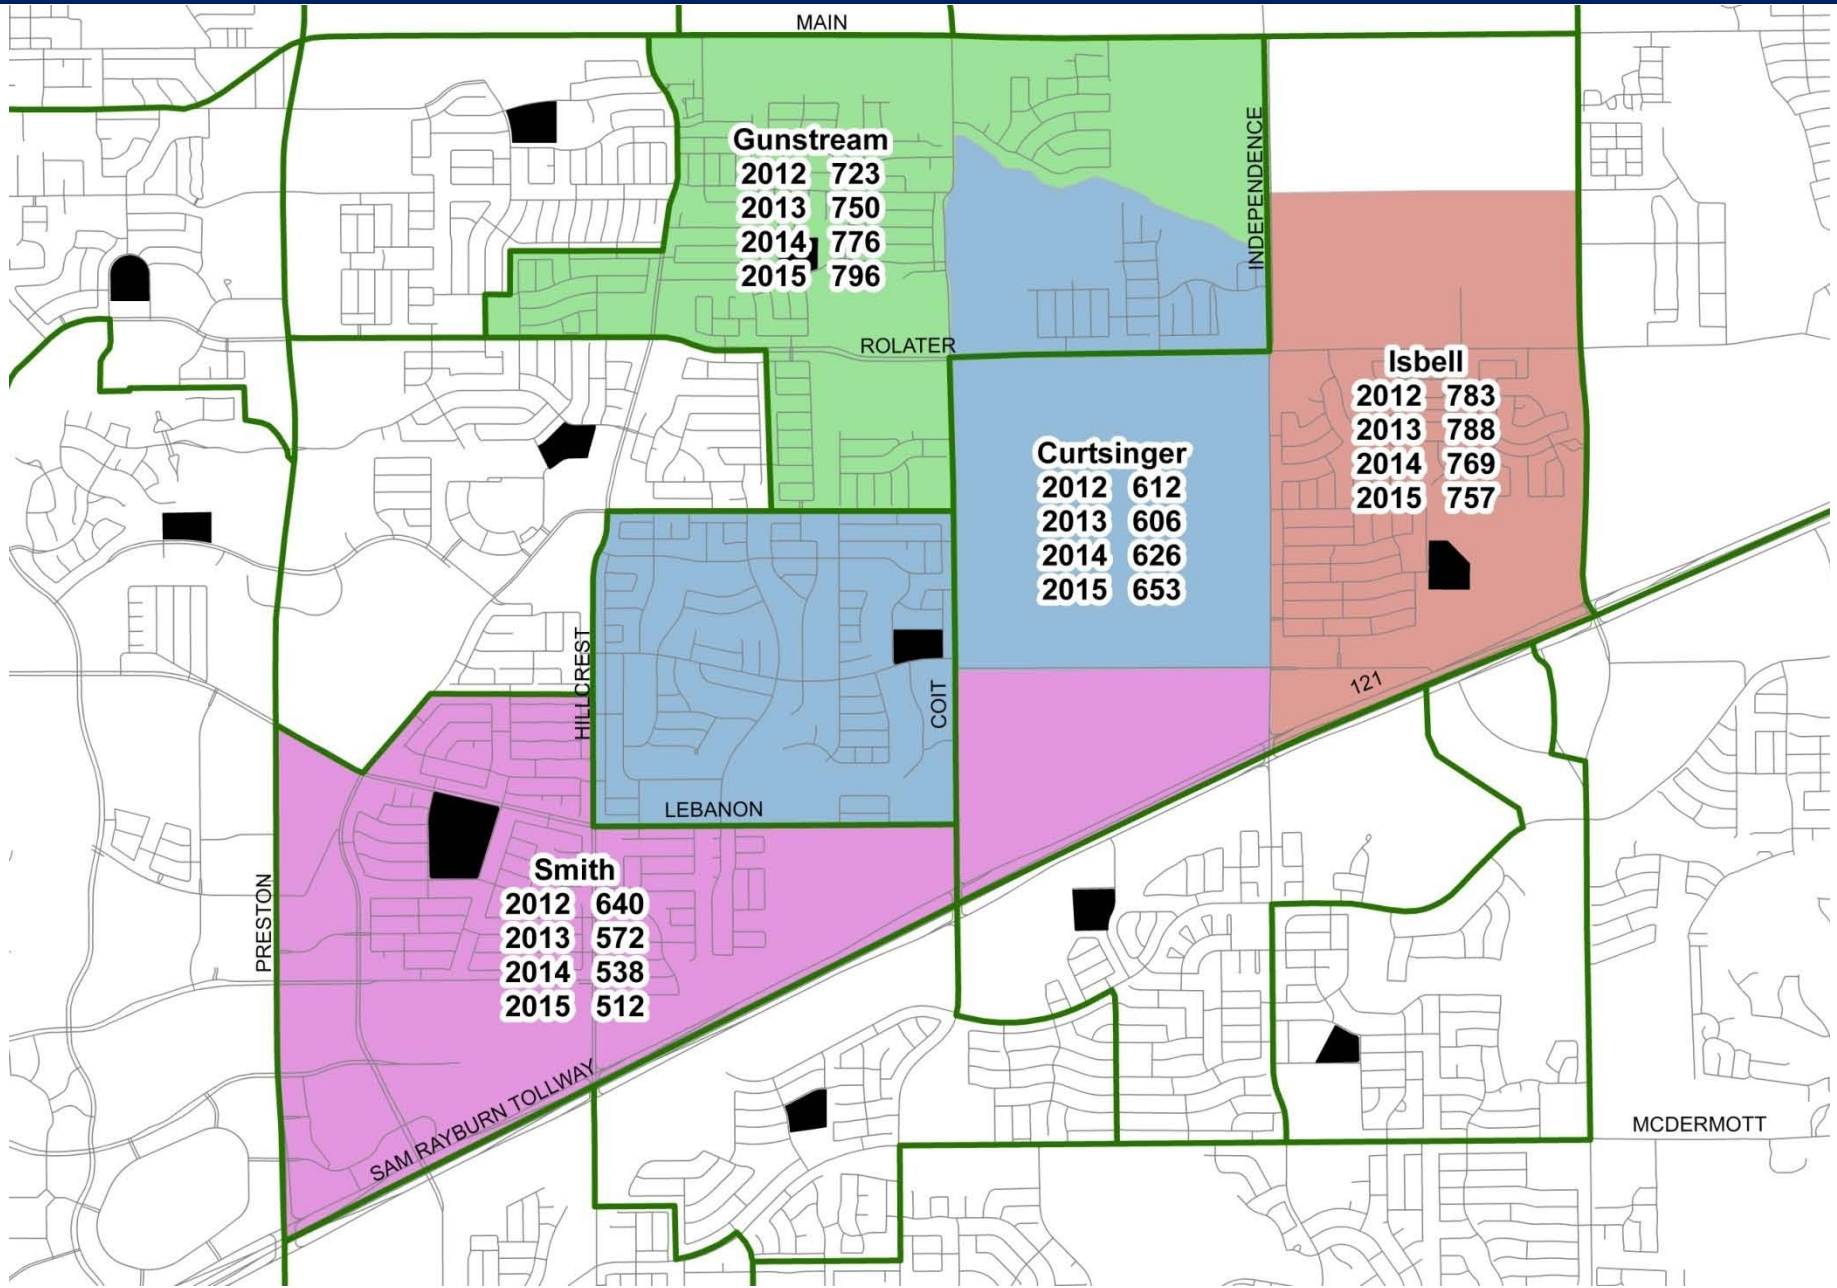 MAIN
INDEPENDENCE
Gunstream
2012 723
2013 750
2014 776
2015 796
ROLATER
Isbell
2012 783
2013 788
2014 769
2015 757
Curtsinger
2012 612
2013 606
2014 626
2015 653
HILLCREST
COIT
121
LEBANON
Smith
2012 640
2013 572
2014 538
2015 512
PRESTON
SAM RAYBURN TOLLWAY
MCDERMOTT